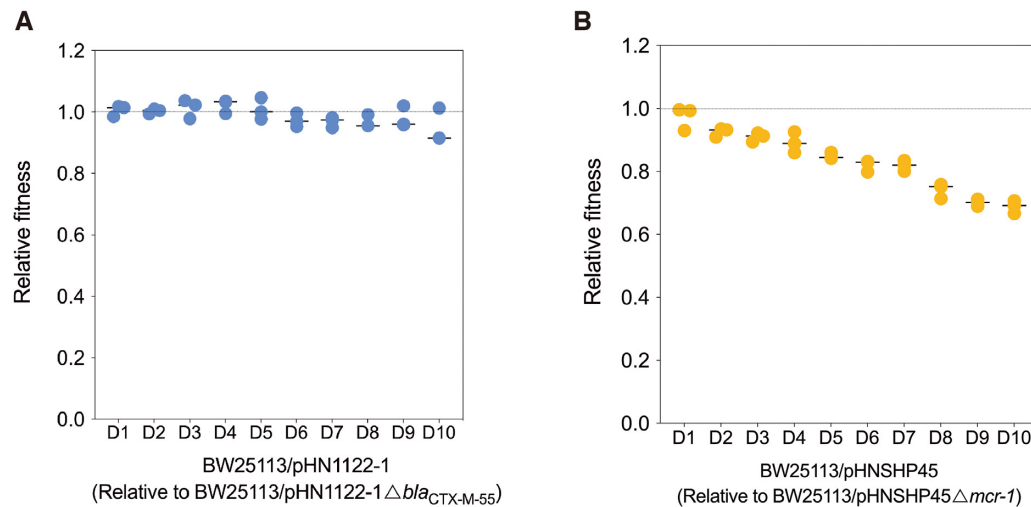 A
Relative fitness
1.2
1.0
0.8
0.6
0.4
0.2
0.0
D1 D2 D3 D4 D5 D6 D7 D8 D9 D10
BW25113/pHN1122-1
(Relative to BW25113/pHN1122-1△bla CTX-M-55)
B
Relative fitness
1.2
1.0
0.8
0.6
0.4
0.2
0.0
D1 D2 D3 D4 D5 D6 D7 D8 D9 D10
BW25113/pHNSHP45
(Relative to BW25113/pHNSHP45△mcr-1)